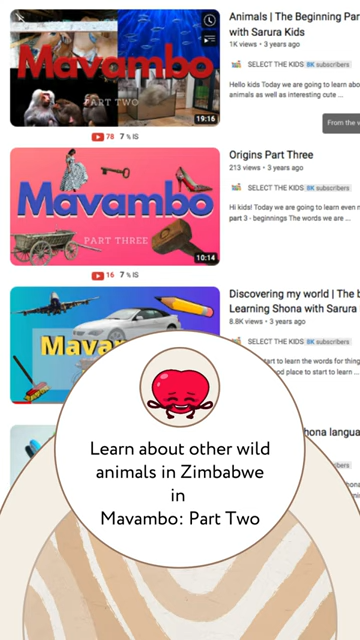 Mavambo
PART TWO
19:16
78 7 % IS
Animals | The Beginning Par
with Sarura Kids
1K views • 3 years ago
SELECT THE KIDS 8K subscribers
Hello kids! Today we are going to learn abo
animals as well as interesting cute ...
From the v
Mavambo
PART THREE
10:14
16 7 % IS
Origins Part Three
213 views • 3 years ago
SELECT THE KIDS 8K subscribers
Hi kids! Today we are going to learn even m
part 3 - beginnings The words we are ...
Mava
Discovering my world | The b
Learning Shona with Sarura
8.8K views • 3 years ago
SELECT THE KIDS 8K subscribers
start to learn the words for thing
od place to start to learn ...
hona langua
ago
bers
Learn about other wild
animals in Zimbabwe
in
Mavambo: Part Two